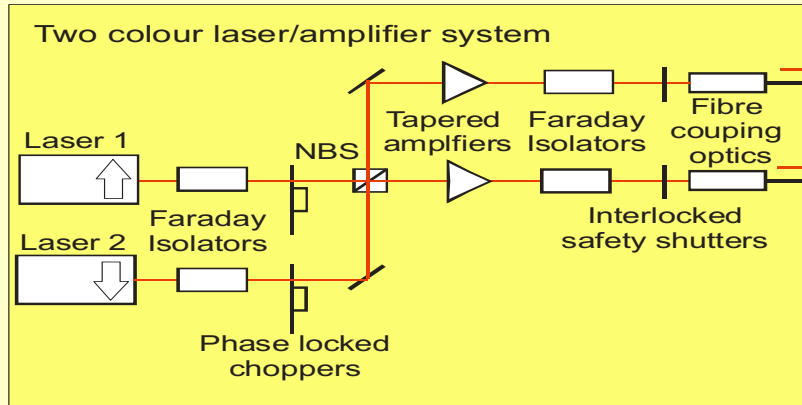 Two colour laser/amplifier system
Laser 1
Faraday
Isolators
NBS
Tapered
amplfiers
Faraday
Isolators
Fibre
couping
optics
Laser 2
Interlocked
safety shutters
Phase locked
choppers